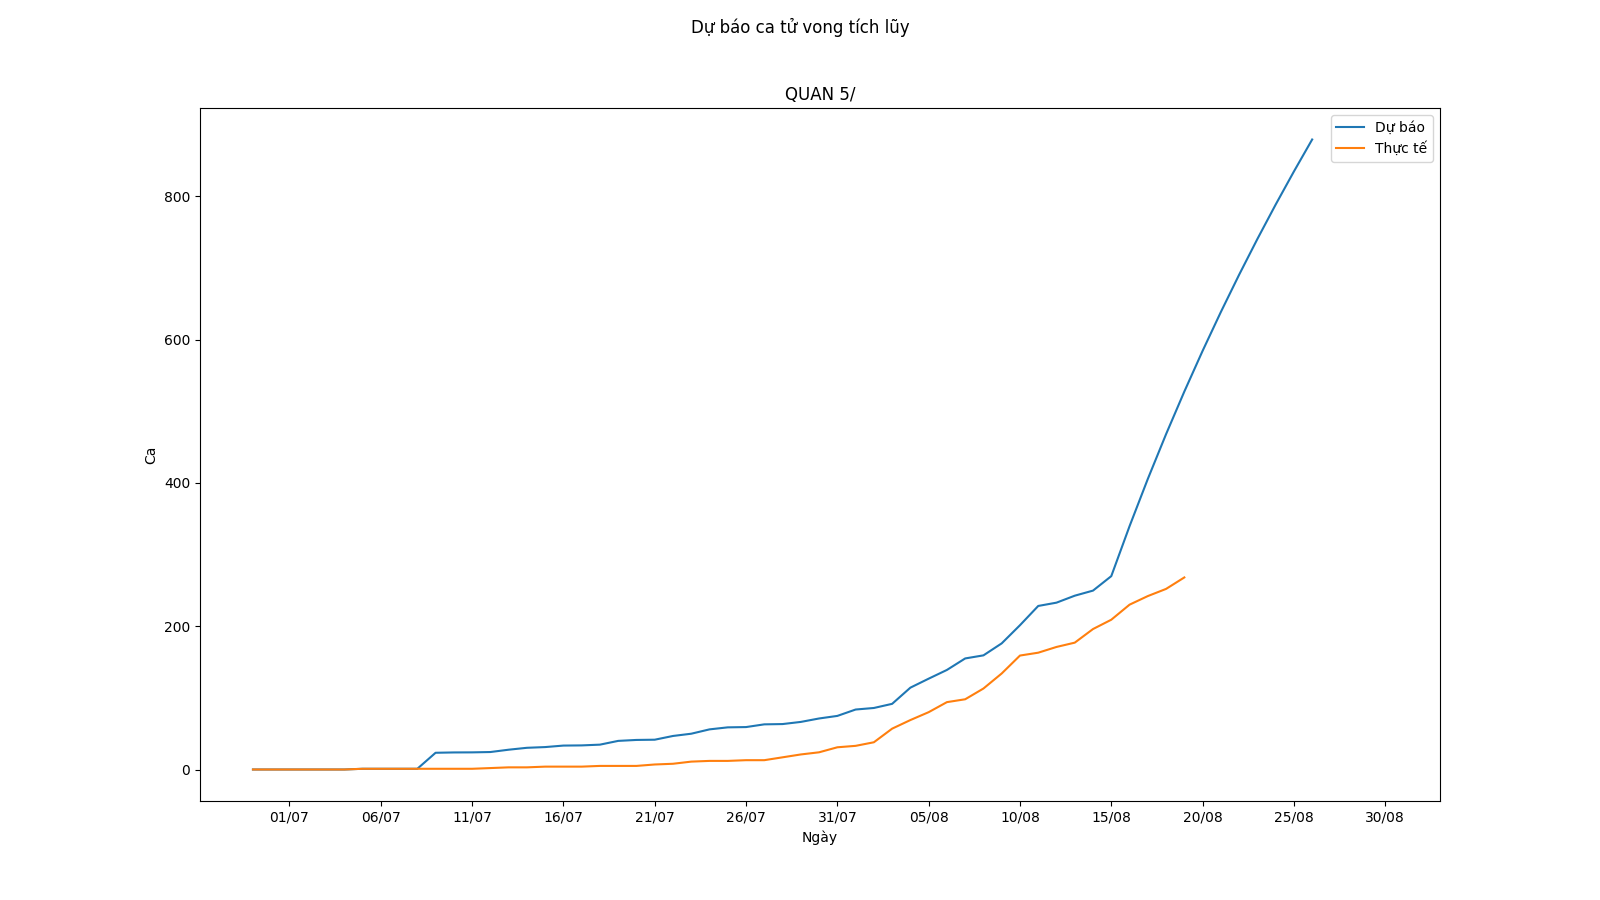 Dự báo ca tử vong tích lũy
QUAN 5/
Dự báo
Thực tế
800
600
400
200
0
Ca
01/07 06/07 11/07 16/07 21/07 26/07 31/07 05/08 10/08 15/08 20/08 25/08 30/08
Ngày